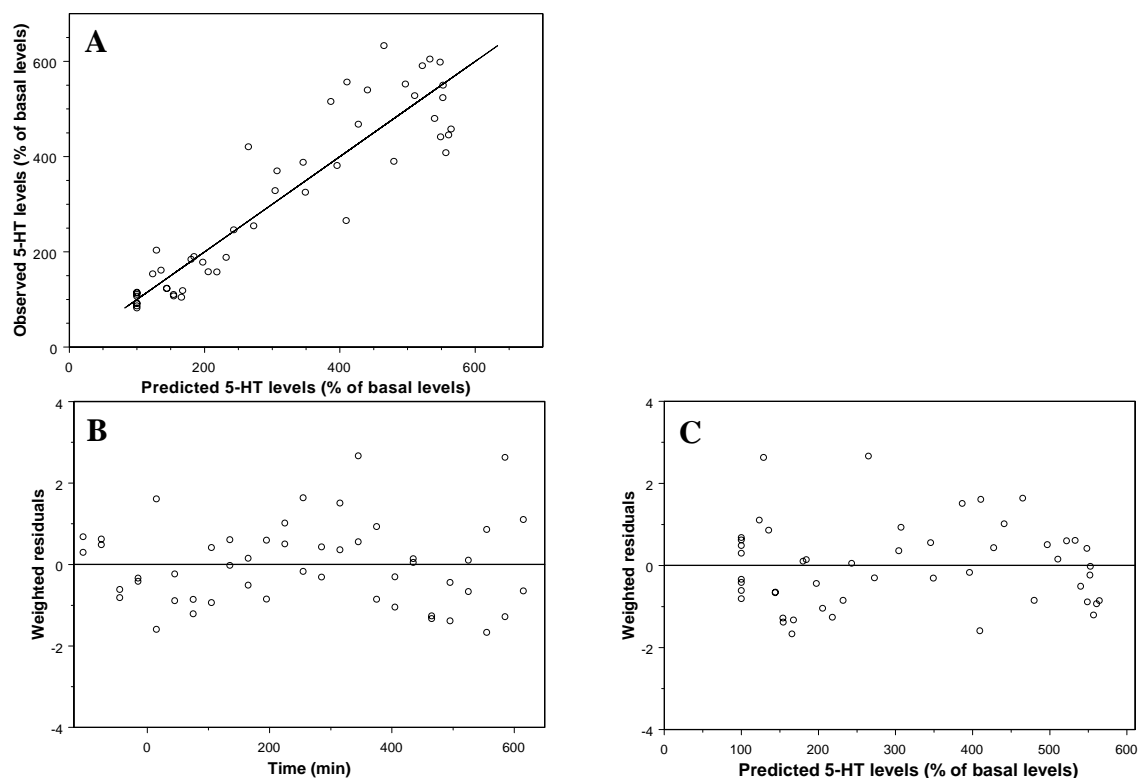 A
Observed 5-HT levels (% of basal levels)
600
400
200
0
0 200 400 600
Predicted 5-HT levels (% of basal levels)
B
Weighted residuals
4
2
0
-2
-4
0 200 400 600
Time (min)
C
Weighted residuals
4
2
0
-2
-4
0 100 200 300 400 500 600
Predicted 5-HT levels (% of basal levels)